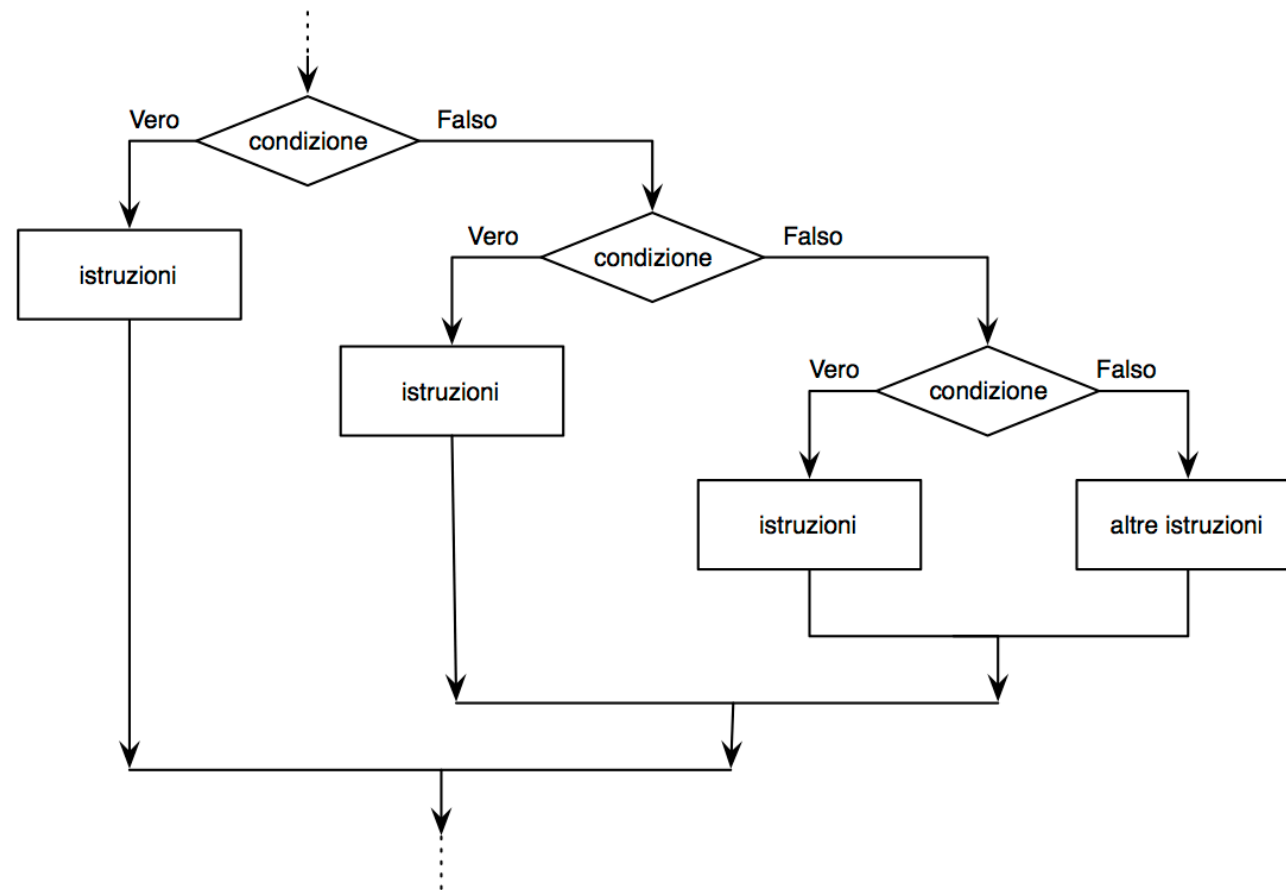 Vero
condizione
Falso
Vero
condizione
Falso
istruzioni
Vero
condizione
Falso
istruzioni
istruzioni
altre istruzioni